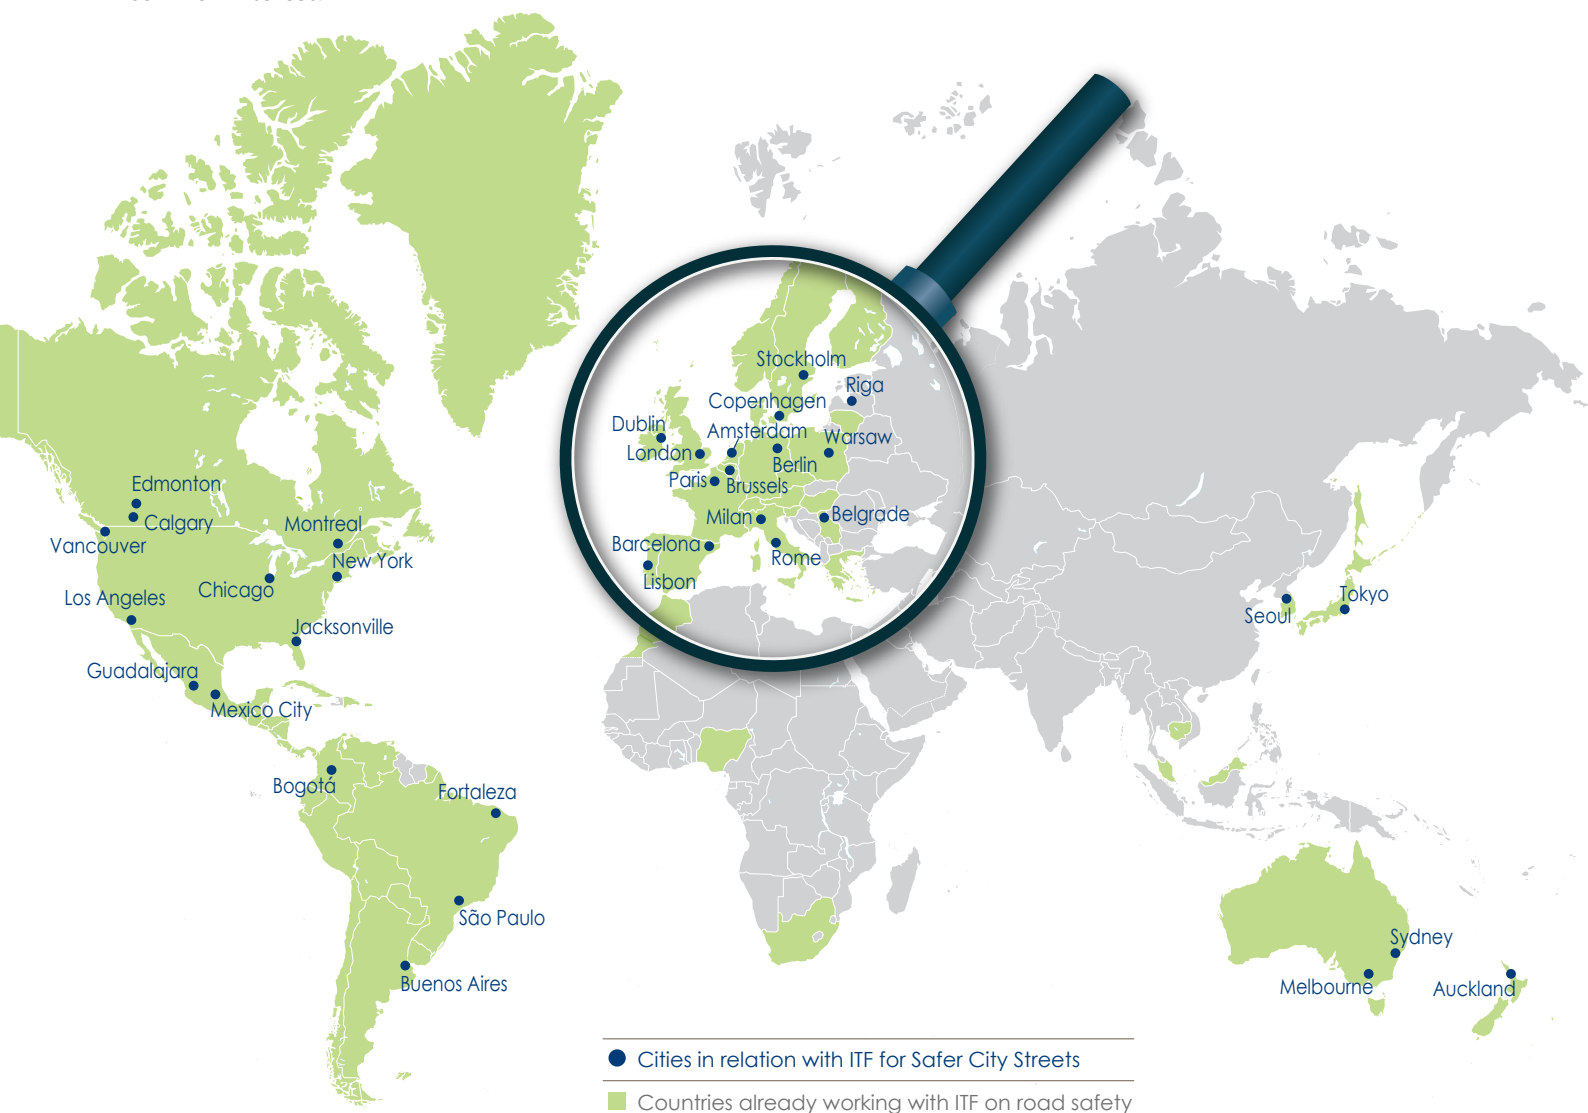 Stockholm
Riga
Copenhagen
Dublin
Amsterdam
Warsaw
London
Berlin
Paris
Brussels
Edmonton
Milan
Belgrade
Calgary
Montreal
Vancouver
Barcelona
New York
Rome
Chicago
Lisbon
Los Angeles
Tokyo
Seoul
Jacksonville
Guadalajara
Mexico City
Bogotá
Fortaleza
São Paulo
Sydney
Buenos Aires
Melbourne
Auckland
Cities in relation with ITF for Safer City Streets
Countries already working with ITF on road safety